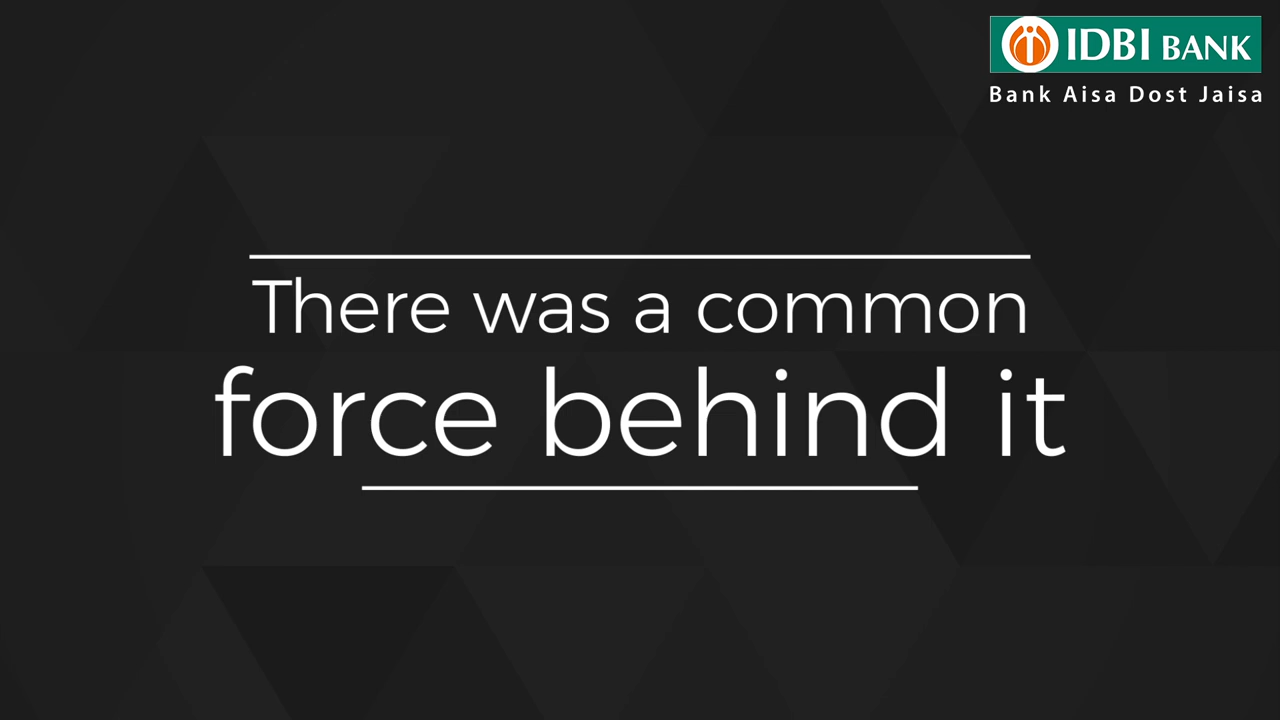 IDBI BANK
Bank Aisa Dost Jaisa
There was a common
force behind it